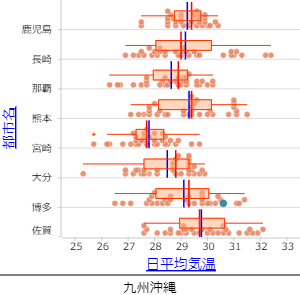 都市名
鹿児島
長崎
那覇
熊本
宮崎
大分
博多
佐賀
25 26 27 28 29 30 31 32 33
日平均気温
九州沖縄